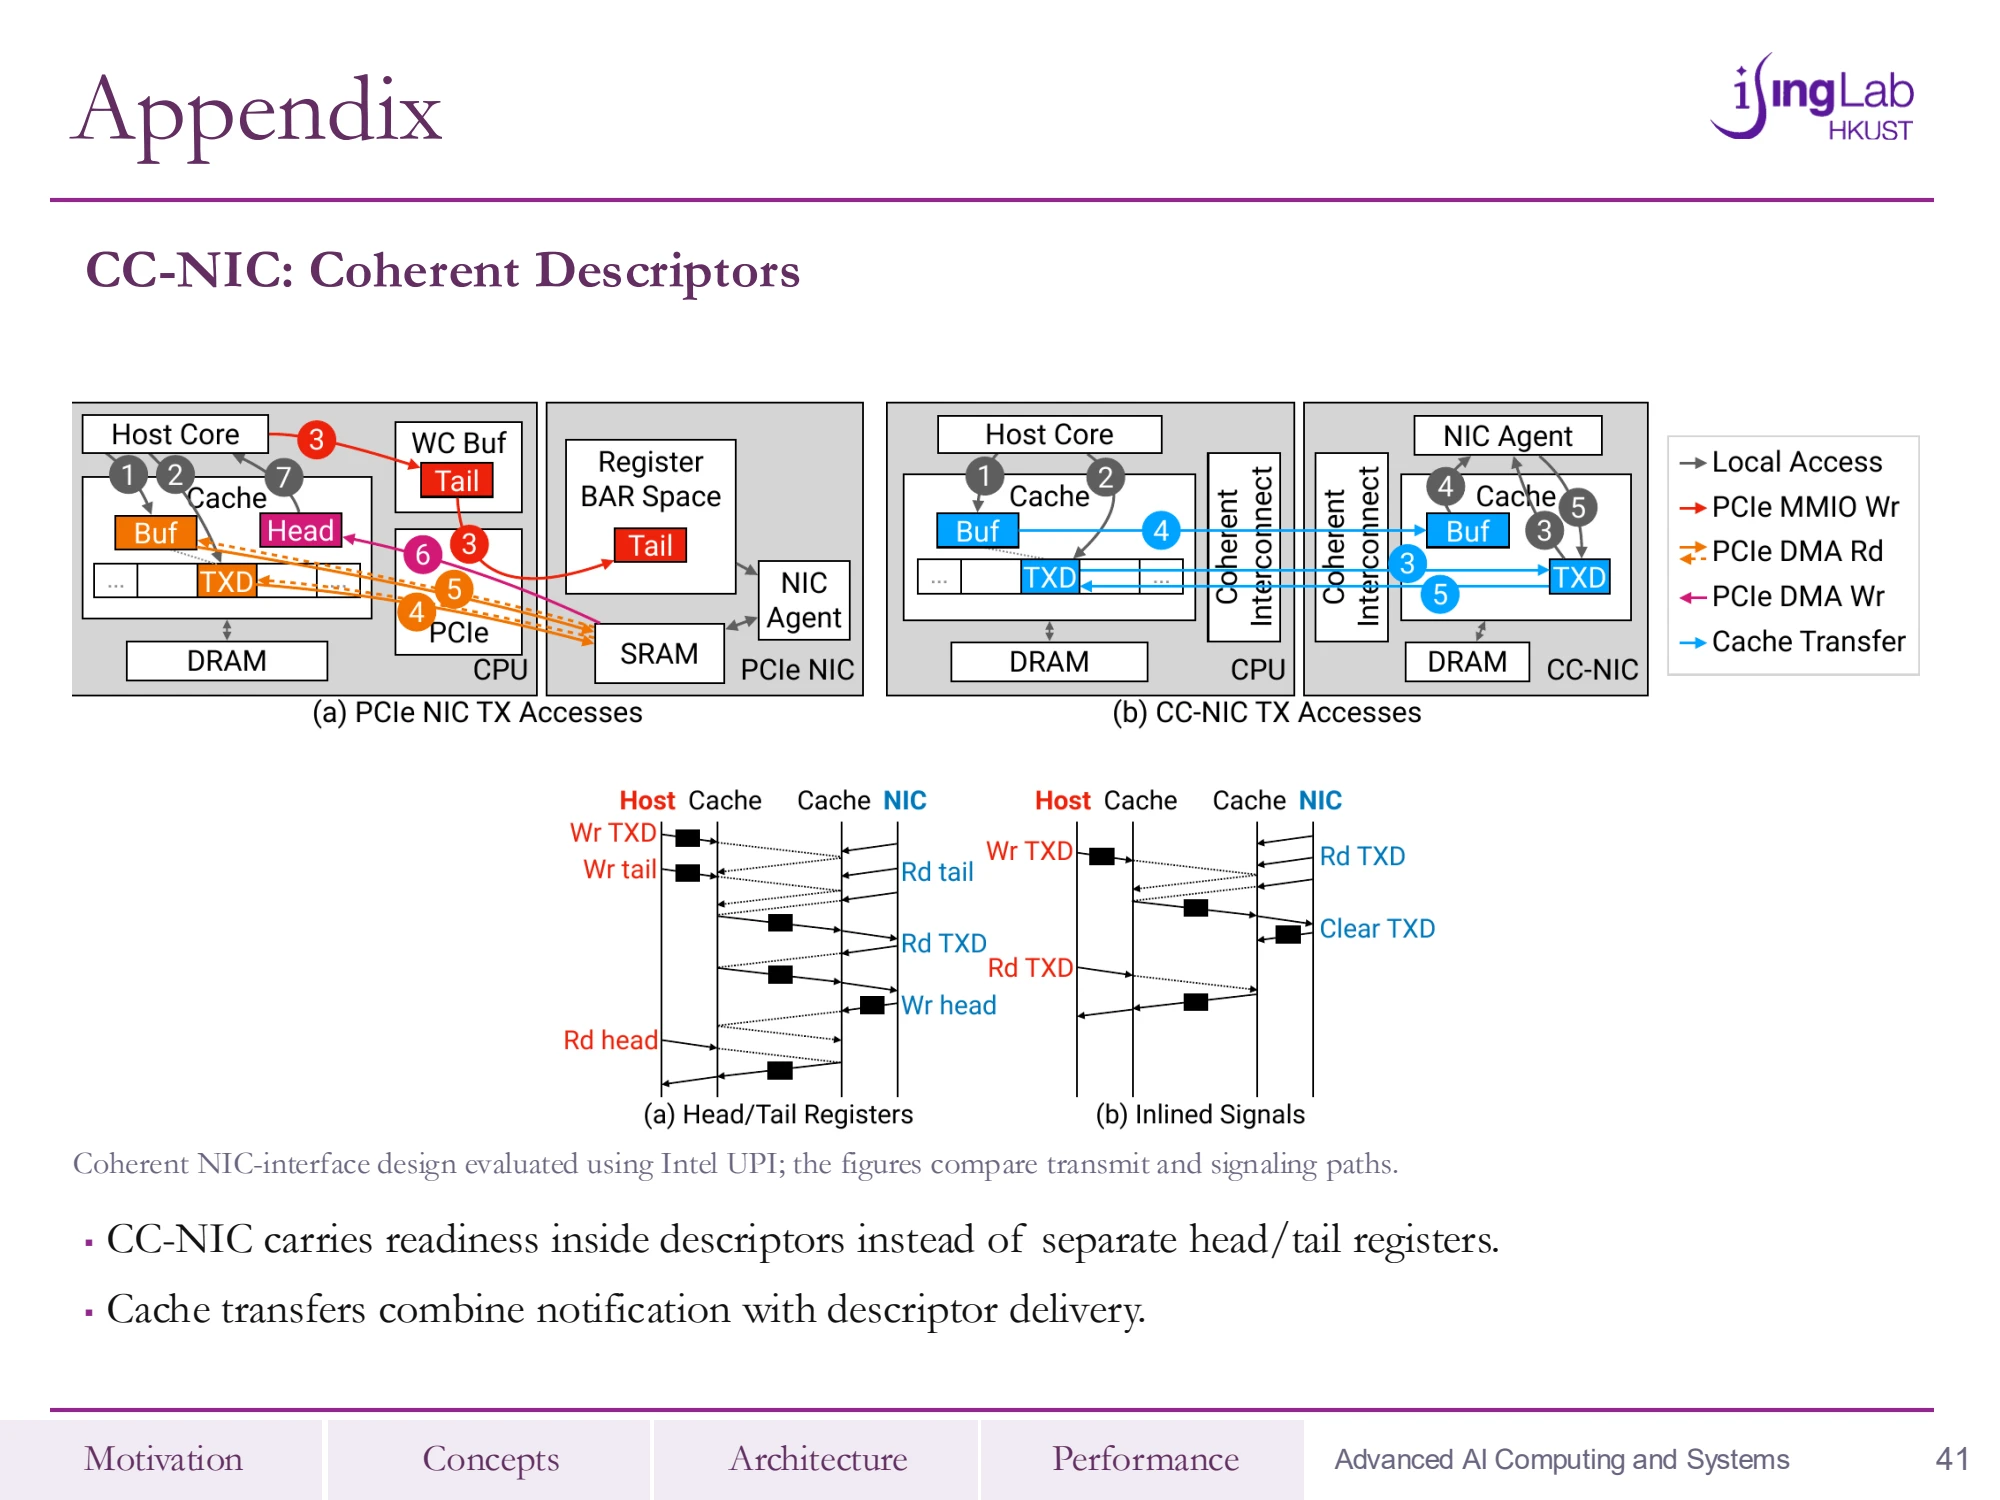 Appendix
isingLab
HKUST
CC-NIC: Coherent Descriptors
Host Core
3
WC Buf
Tail
1
2
7
Cache
Buf
Head
6
3
...
TXD
...
5
4
PCIe
DRAM
CPU
Register
BAR Space
Tail
NIC
Agent
SRAM
PCIe NIC
(a) PCIe NIC TX Accesses
Host Core
1
2
Cache
Buf
4
...
TXD
...
DRAM
CPU
Coherent
Interconnect
Coherent
Interconnect
NIC Agent
4
Cache
5
Buf
3
3
TXD
5
DRAM
CC-NIC
(b) CC-NIC TX Accesses
Local Access
PCIe MMIO Wr
PCIe DMA Rd
PCIe DMA Wr
Cache Transfer
Host Cache Cache NIC
Wr TXD
Wr tail
Rd tail
Rd TXD
Wr head
Rd head
(a) Head/Tail Registers
Host Cache Cache NIC
Wr TXD
Rd TXD
Clear TXD
Rd TXD
(b) Inlined Signals
Coherent NIC-interface design evaluated using Intel UPI; the figures compare transmit and signaling paths.
▪ CC-NIC carries readiness inside descriptors instead of separate head/tail registers.
▪ Cache transfers combine notification with descriptor delivery.
Motivation
Concepts
Architecture
Performance
Advanced AI Computing and Systems
41